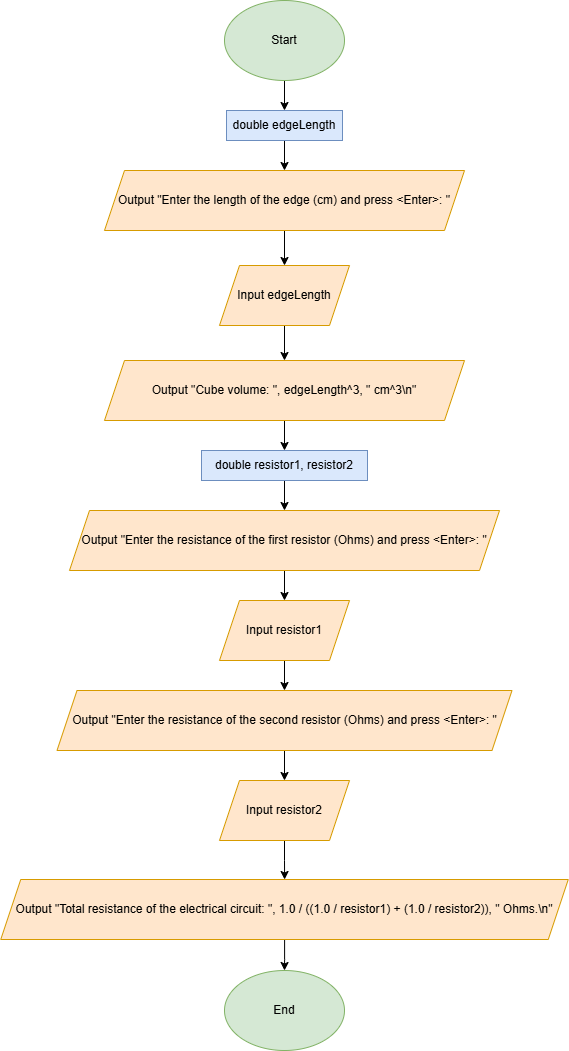 Start
double edgeLength
Output "Enter the length of the edge (cm) and press <Enter>: "
Input edgeLength
Output "Cube volume: ", edgeLength^3, " cm^3\n"
double resistor1, resistor2
Output "Enter the resistance of the first resistor (Ohms) and press <Enter>: "
Input resistor1
Output "Enter the resistance of the second resistor (Ohms) and press <Enter>: "
Input resistor2
Output "Total resistance of the electrical circuit: ", 1.0 / ((1.0 / resistor1) + (1.0 / resistor2)), " Ohms.\n"
End